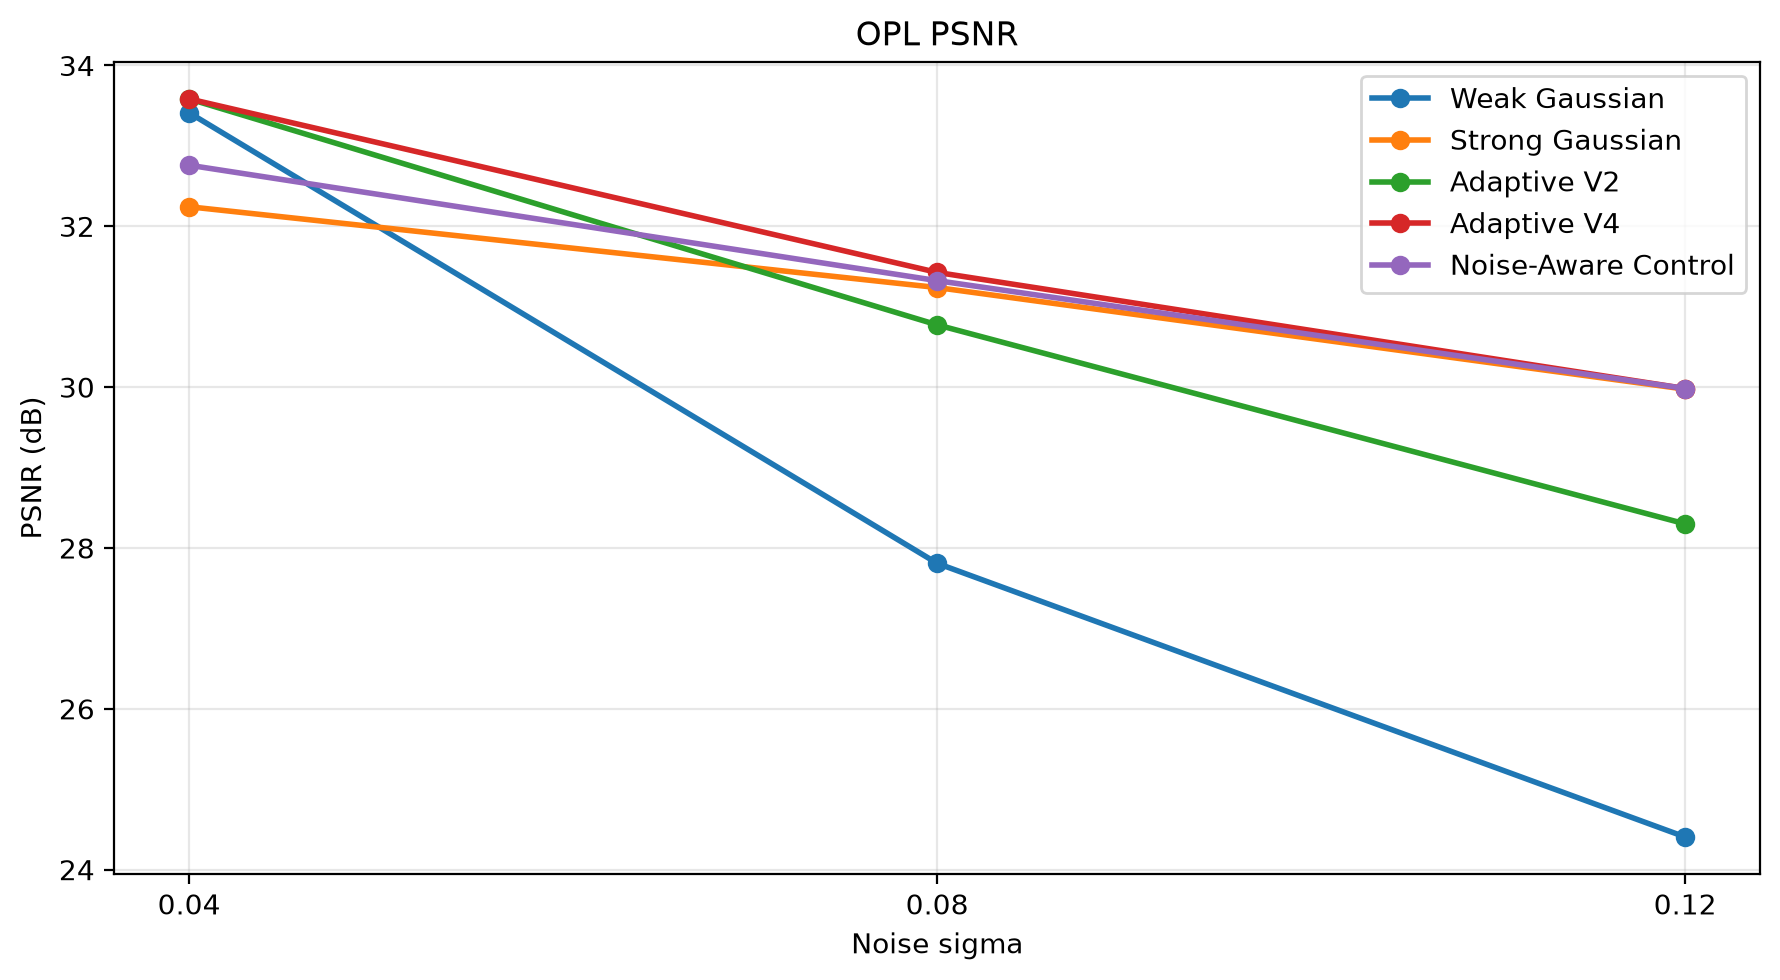 OPL PSNR
34
32
30
28
26
24
PSNR (dB)
0.04
0.08
0.12
Noise sigma
Weak Gaussian
Strong Gaussian
Adaptive V2
Adaptive V4
Noise-Aware Control